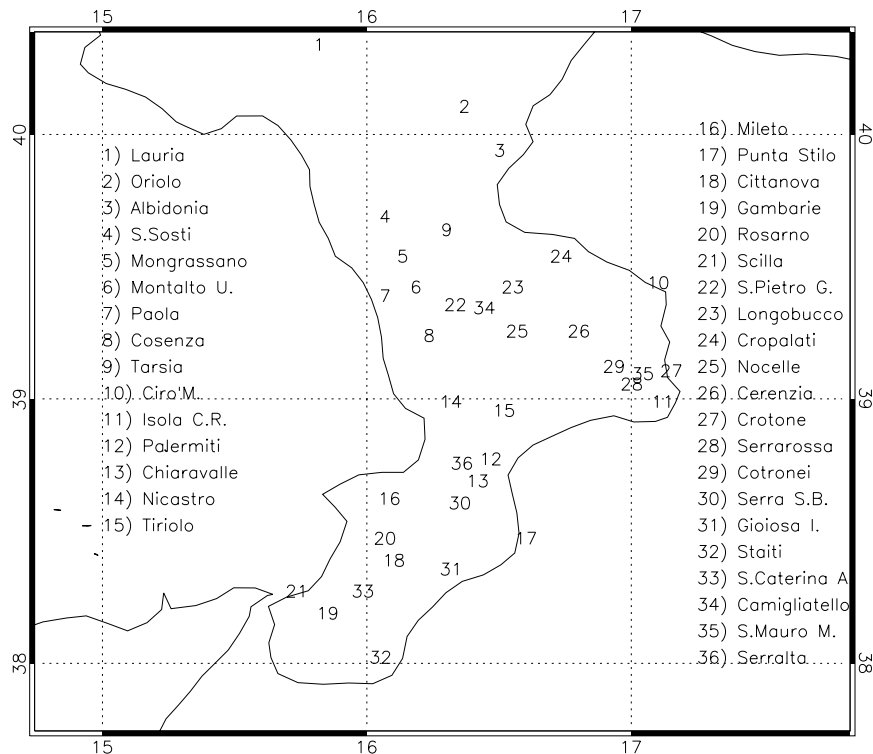 15 16 17
1
2
40 40
16) Mileto
3
1) Lauria
17) Punta Stilo
2) Oriolo
18) Cittanova
3) Albidonia
19) Gambarie
4
9
4) S.Sosti
20) Rosarno
5
24
5) Mongrassano
21) Scilla
6
23
10
6) Montalto U.
22) S.Pietro G.
7
22
34
7) Paola
23) Longobucco
8
25
26
8) Cosenza
24) Cropalati
9) Tarsia
29
35
27
25) Nocelle
28
10) Ciro'M.
26) Cerenzia
39 39
14
15
11
11) Isola C.R.
27) Crotone
12) Palermiti
28) Serrarossa
36
12
13) Chiaravalle
13
29) Cotronei
14) Nicastro
16
30
30) Serra S.B.
15) Tiriolo
31) Gioiosa I.
20
17
18
31
32) Staiti
21
33
33) S.Caterina A
19
34) Camigliatello
35) S.Mauro M.
32
36) Serralta
38 38
15 16 17